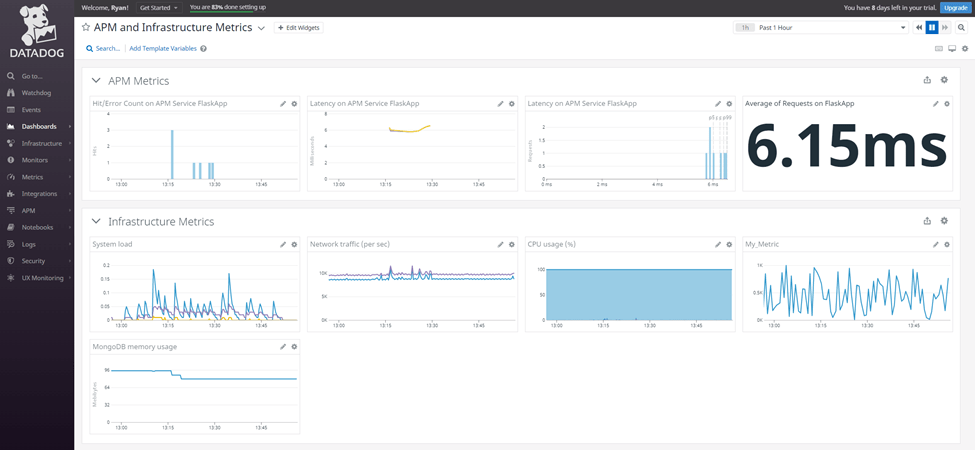 Welcome, Ryan! Get Started You are 83% done setting up You have 8 days left in your trial. Upgrade
DATADOG
APM and Infrastructure Metrics + Edit Widgets 1h Past 1 Hour
Search... Add Template Variables ?
Go to...
Watchdog
Events
Dashboards
Infrastructure
Monitors
Metrics
Integrations
APM
Notebooks
Logs
Security
UX Monitoring
APM Metrics
Hit/Error Count on APM Service FlaskApp
Hits
4
3
2
1
0
13:00 13:15 13:30 13:45
Latency on APM Service FlaskApp
Milliseconds
8
6
4
2
0
13:00 13:15 13:30 13:45
Latency on APM Service FlaskApp
Requests
2
1.5
1
0.5
0
0 ms 2 ms 4 ms 6 ms
Average of Requests on FlaskApp
6.15ms
Infrastructure Metrics
System load
0.2
0.15
0.1
0.05
0
13:00 13:15 13:30 13:45
Network traffic (per sec)
10K
5K
0K
13:00 13:15 13:30 13:45
CPU usage (%)
100
50
0
13:00 13:15 13:30 13:45
My_Metric
1K
0.5K
0K
13:00 13:15 13:30 13:45
MongoDB memory usage
96
64
32
0
13:00 13:15 13:30 13:45